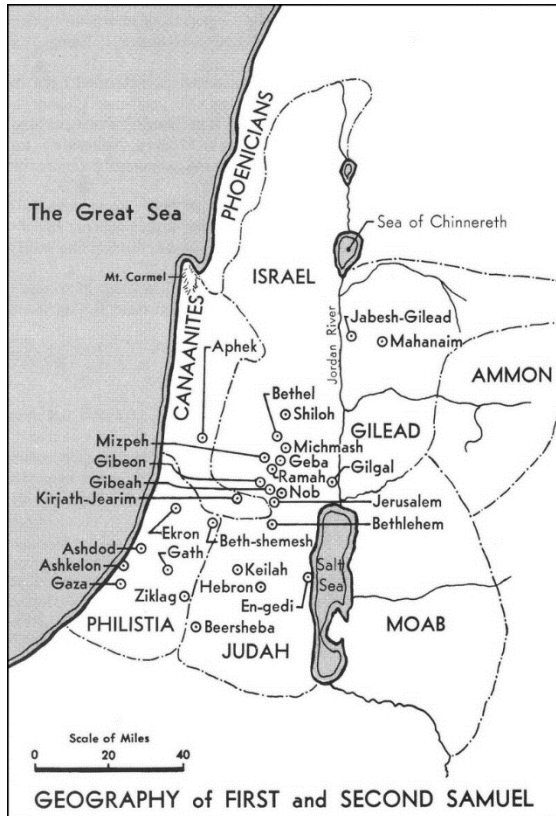 PHOENICIANS
The Great Sea
Sea of Chinnereth
Mt. Carmel
ISRAEL
CANAANITES
Jordan River
Jabesh-Gilead
Mahanaim
Aphek
AMMON
Bethel
Shiloh
GILEAD
Mizpeh
Michmash
Gibeon
Geba
Ramah
Gilgal
Gibeah
Nob
Kirjath-Jearim
Jerusalem
Ekron
Beth-shemesh
Bethlehem
Ashdod
Gath
Ashkelon
Keilah
Salt
Sea
Gaza
Hebron
Ziklag
En-gedi
PHILISTIA
Beersheba
MOAB
JUDAH
Scale of Miles
0 20 40
GEOGRAPHY of FIRST and SECOND SAMUEL